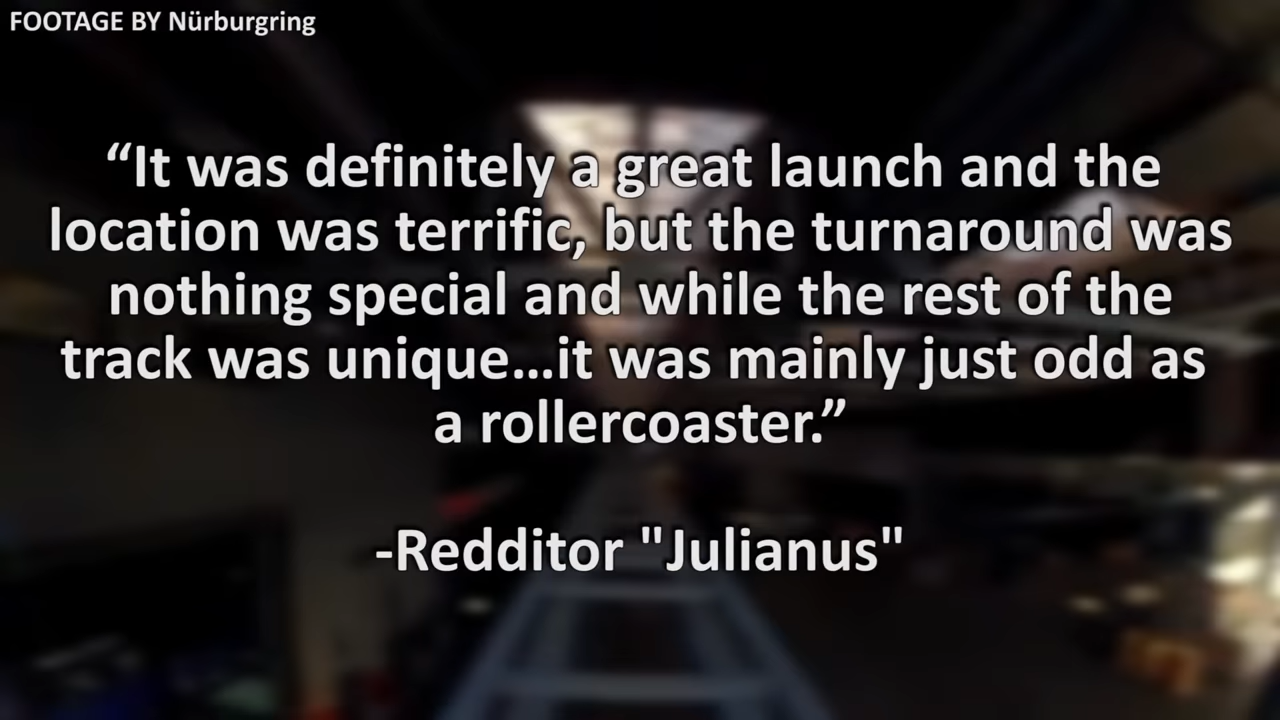 FOOTAGE BY Nürburgring
“It was definitely a great launch and the
location was terrific, but the turnaround was
nothing special and while the rest of the
track was unique...it was mainly just odd as
a rollercoaster.”
-Redditor "Julianus"